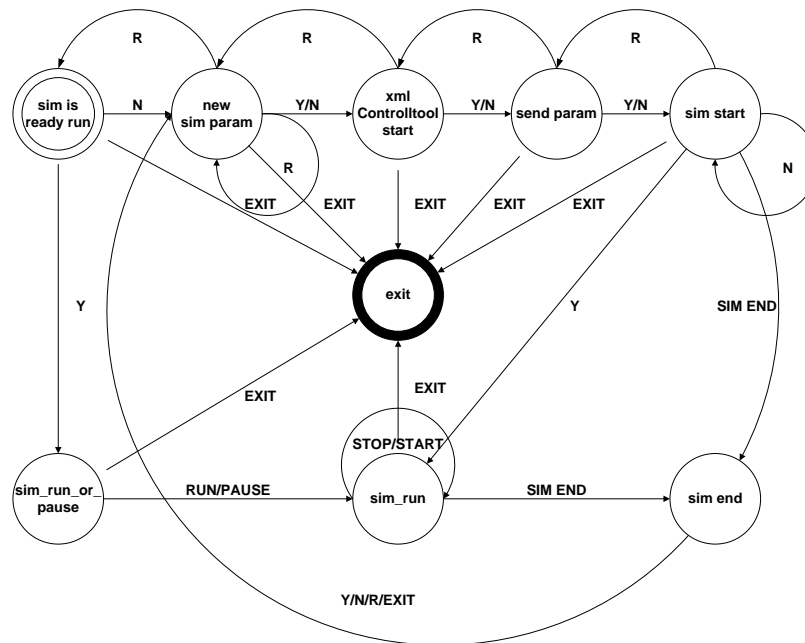 R
R
R
R
sim is
ready run
N
new
sim param
Y/N
xml
Controlltool
start
Y/N
send param
Y/N
sim start
R
N
EXIT
EXIT
EXIT
EXIT
EXIT
exit
Y
Y
SIM END
EXIT
EXIT
STOP/START
sim_run_or_
pause
RUN/PAUSE
sim_run
SIM END
sim end
Y/N/R/EXIT